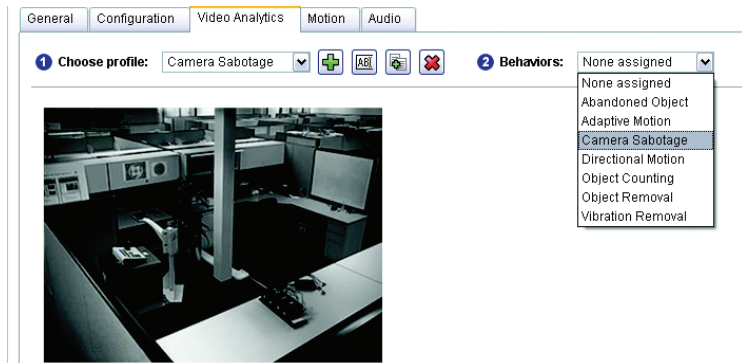 General Configuration Video Analytics Motion Audio
1 Choose profile: Camera Sabotage ABI 2 Behaviors: None assigned
None assigned
Abandoned Object
Adaptive Motion
Camera Sabotage
Directional Motion
Object Counting
Object Removal
Vibration Removal